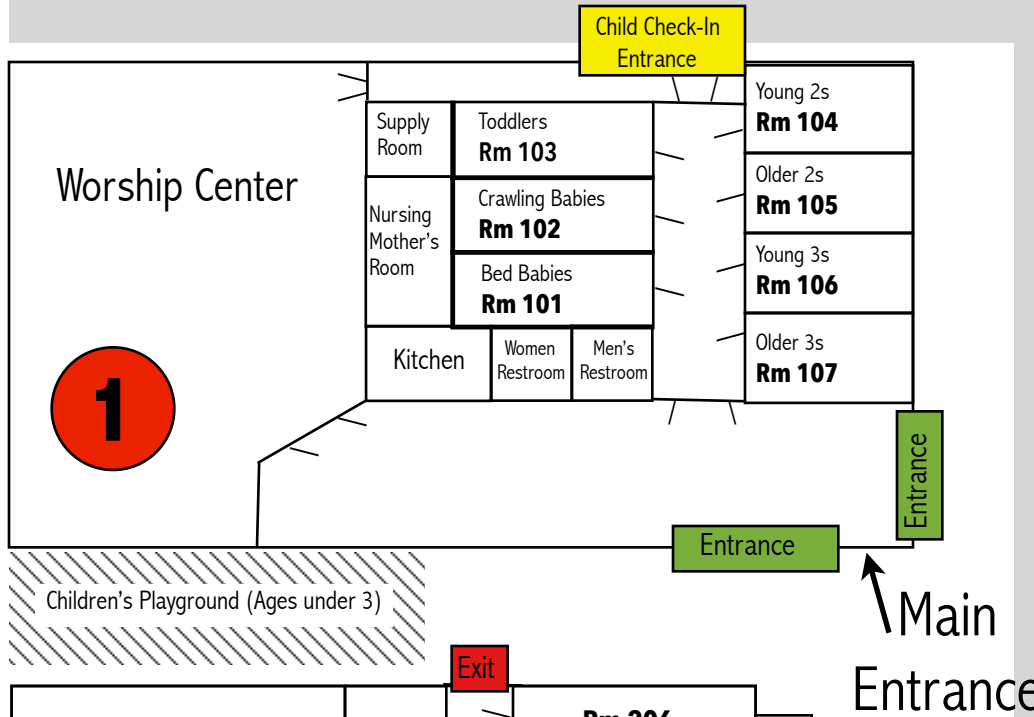 Child Check-In
Entrance
Young 2s
Rm 104
Supply
Room
Toddlers
Rm 103
Worship Center
Older 2s
Rm 105
Nursing
Mother's
Room
Crawling Babies
Rm 102
Young 3s
Rm 106
Bed Babies
Rm 101
Kitchen
Women
Restroom
Men's
Restroom
Older 3s
Rm 107
1
Entrance
Entrance
Children's Playground (Ages under 3)
Main
Entrance
Exit
Rm 206